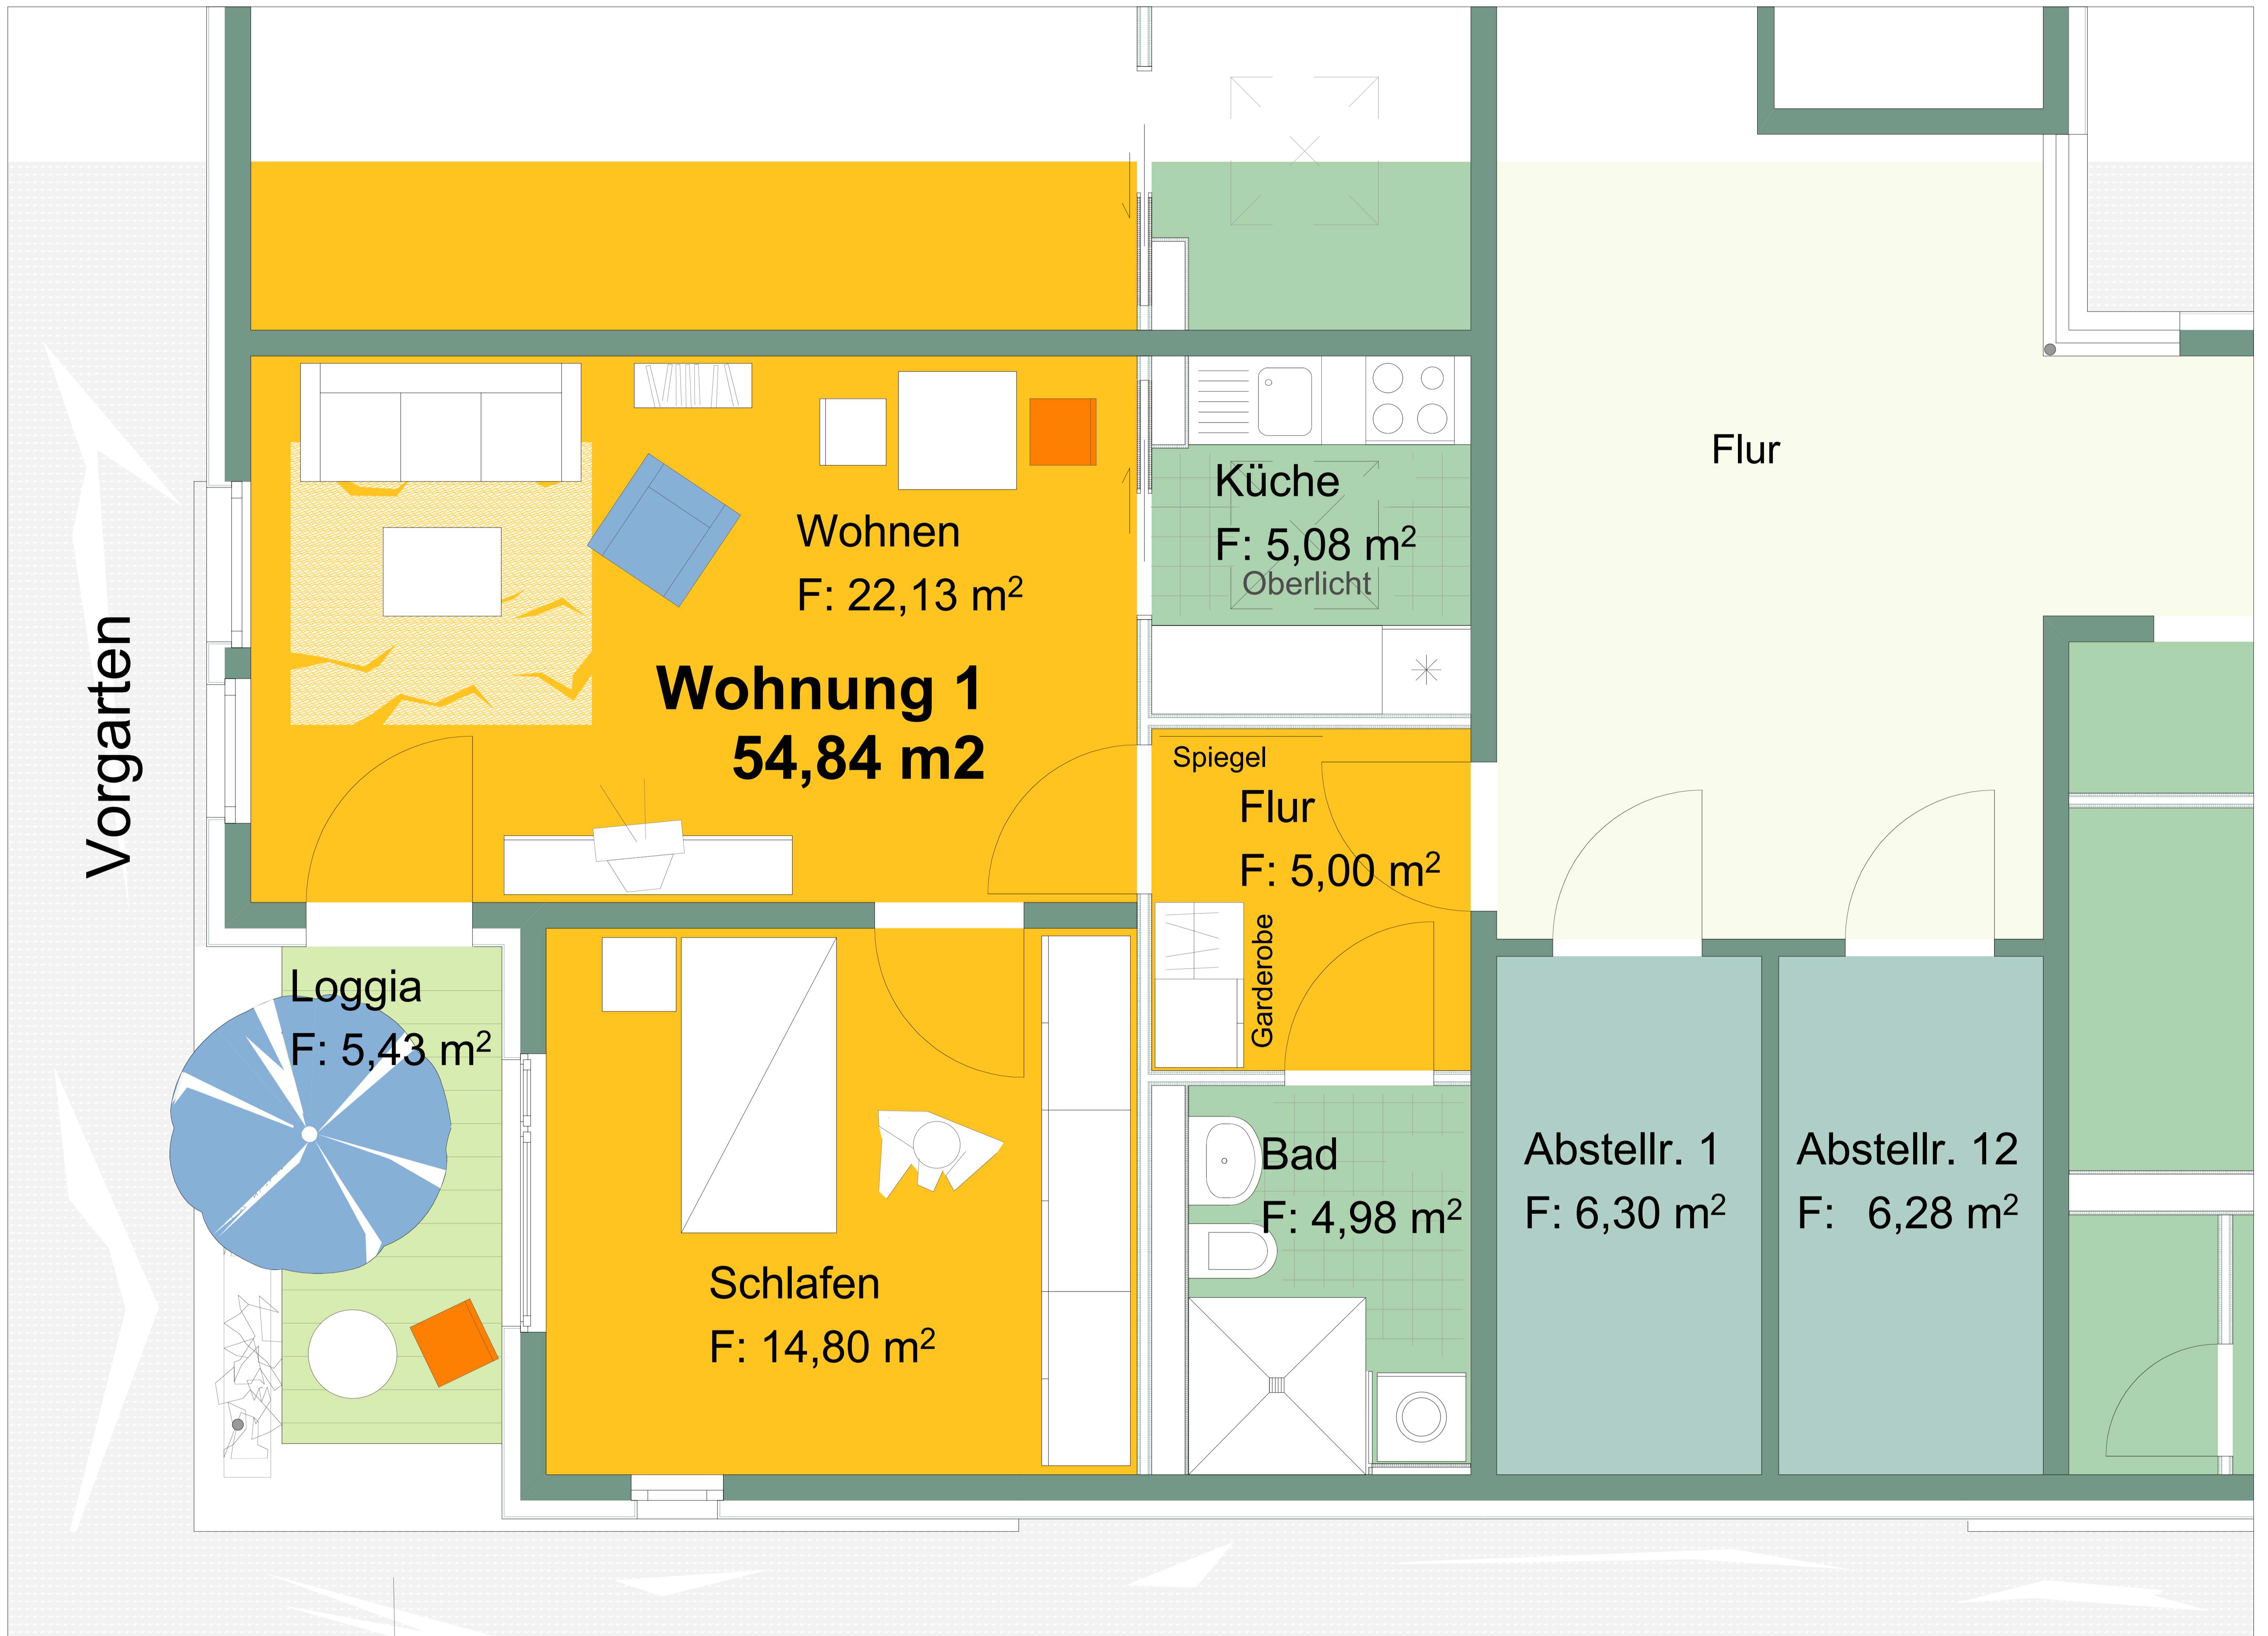 Flur
Küche
F: 5,08 m²
Oberlicht
Wohnen
F: 22,13 m²
Wohnung 1
54,84 m2
Vorgarten
Spiegel
Flur
F: 5,00 m²
Garderobe
Loggia
F: 5,43 m²
Bad
F: 4,98 m²
Abstellr. 1
F: 6,30 m²
Abstellr. 12
F: 6,28 m²
Schlafen
F: 14,80 m²